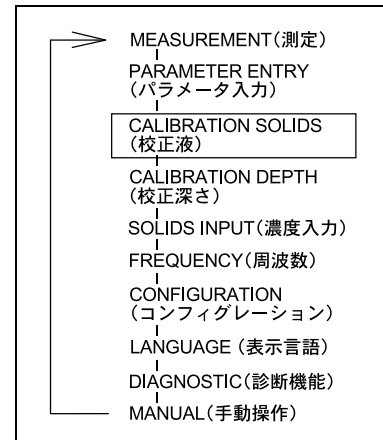 MEASUREMENT(測定)
PARAMETER ENTRY
(パラメータ入力)
CALIBRATION SOLIDS
(校正液)
CALIBRATION DEPTH
(校正深さ)
SOLIDS INPUT(濃度入力)
FREQUENCY(周波数)
CONFIGURATION
(コンフィグレーション)
LANGUAGE (表示言語)
DIAGNOSTIC(診断機能)
MANUAL(手動操作)